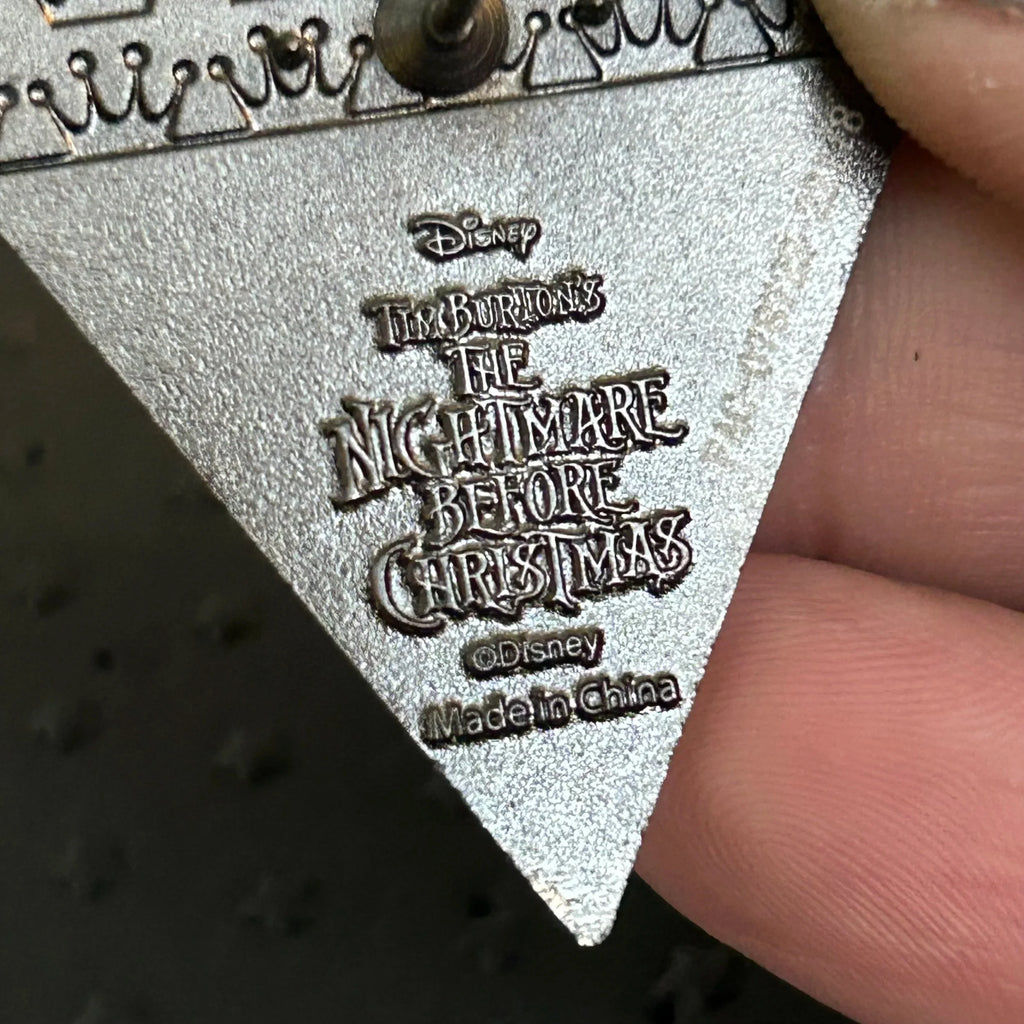 Disney
TIM BURTON'S
THE
NIGHTMARE
BEFORE
CHRISTMAS
©Disney
Made in China